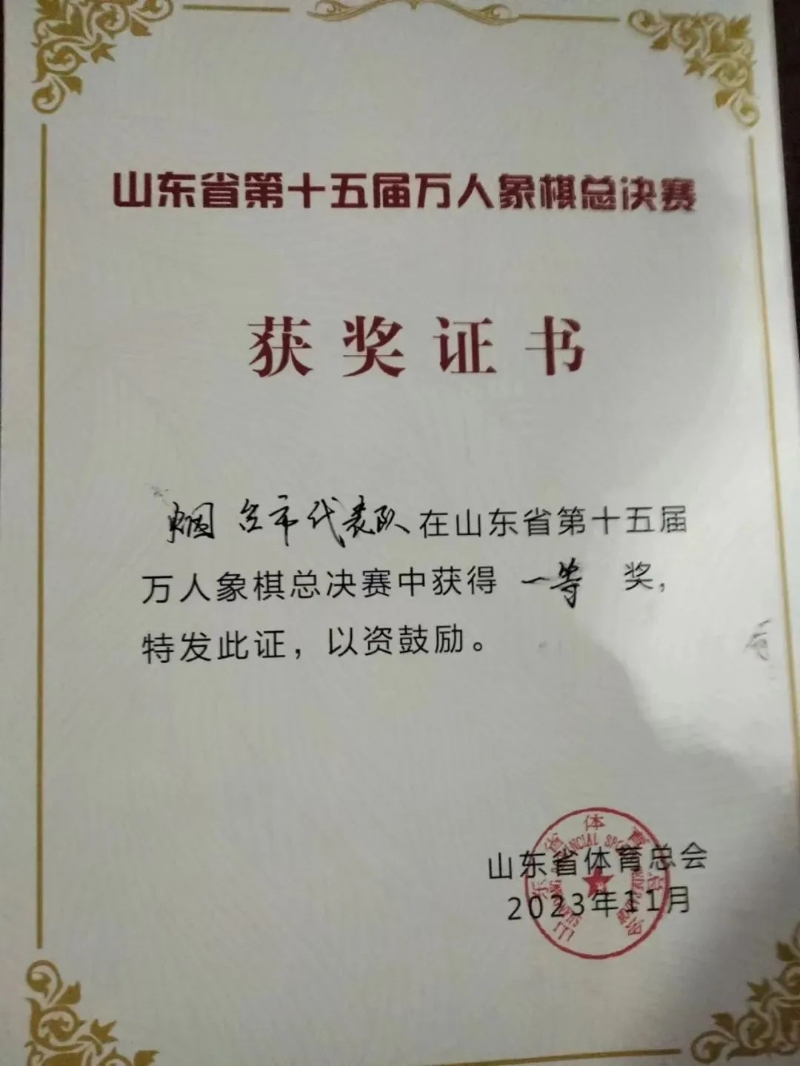 山东省第十五届万人象棋总决赛
获奖证书
烟台市代表队在山东省第十五届
万人象棋总决赛中获得 一等 奖，
特发此证，以资鼓励。
山东省体育总会
2023年11月